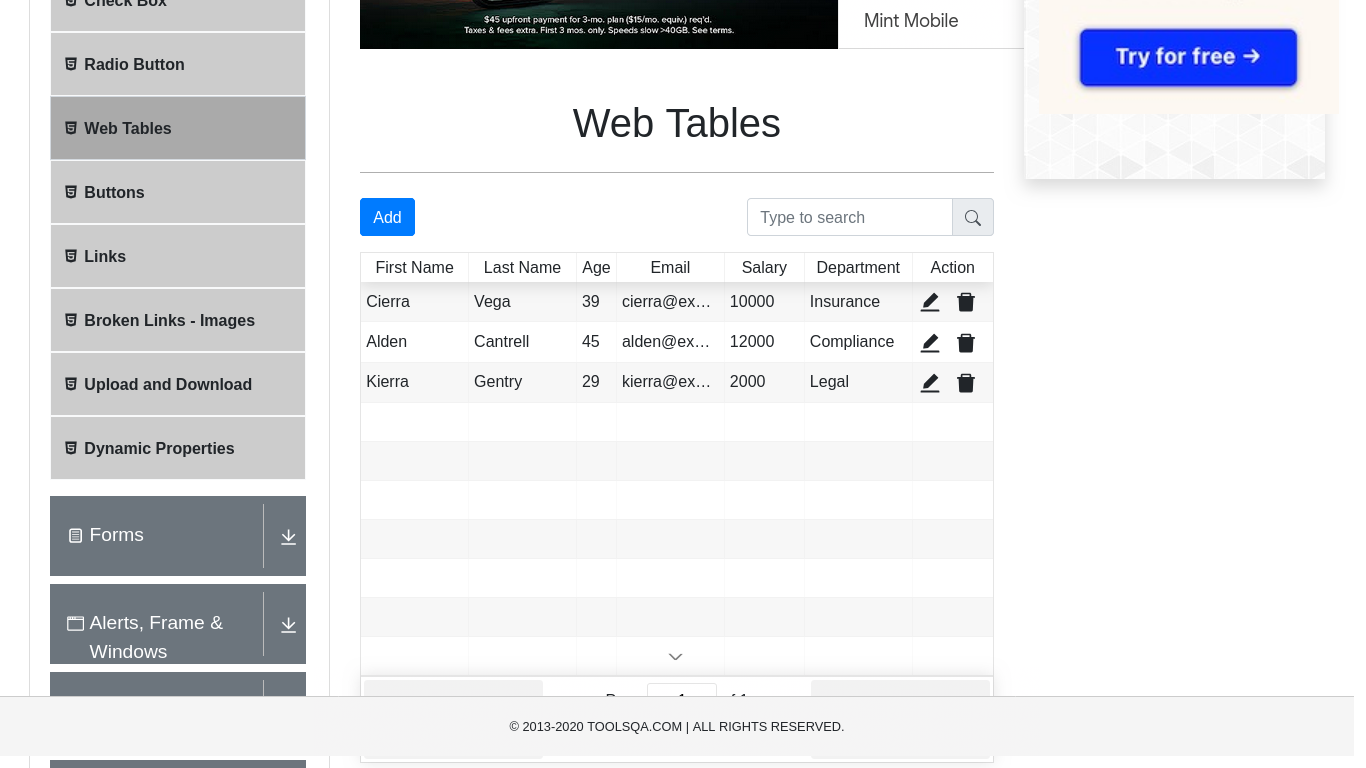 Check Box
$45 upfront payment for 3-mo. plan ($15/mo. equiv.) req'd.
Taxes & fees extra. First 3 mos. only. Speeds slow >40GB. See terms.
Mint Mobile
Try for free →
Radio Button
Web Tables
Buttons
Links
Broken Links - Images
Upload and Download
Dynamic Properties
Forms
Alerts, Frame &
Windows
Web Tables
Add
Type to search
First Name Last Name Age Email Salary Department Action
Cierra Vega 39 cierra@ex… 10000 Insurance
Alden Cantrell 45 alden@ex… 12000 Compliance
Kierra Gentry 29 kierra@ex… 2000 Legal
© 2013-2020 TOOLSQA.COM | ALL RIGHTS RESERVED.